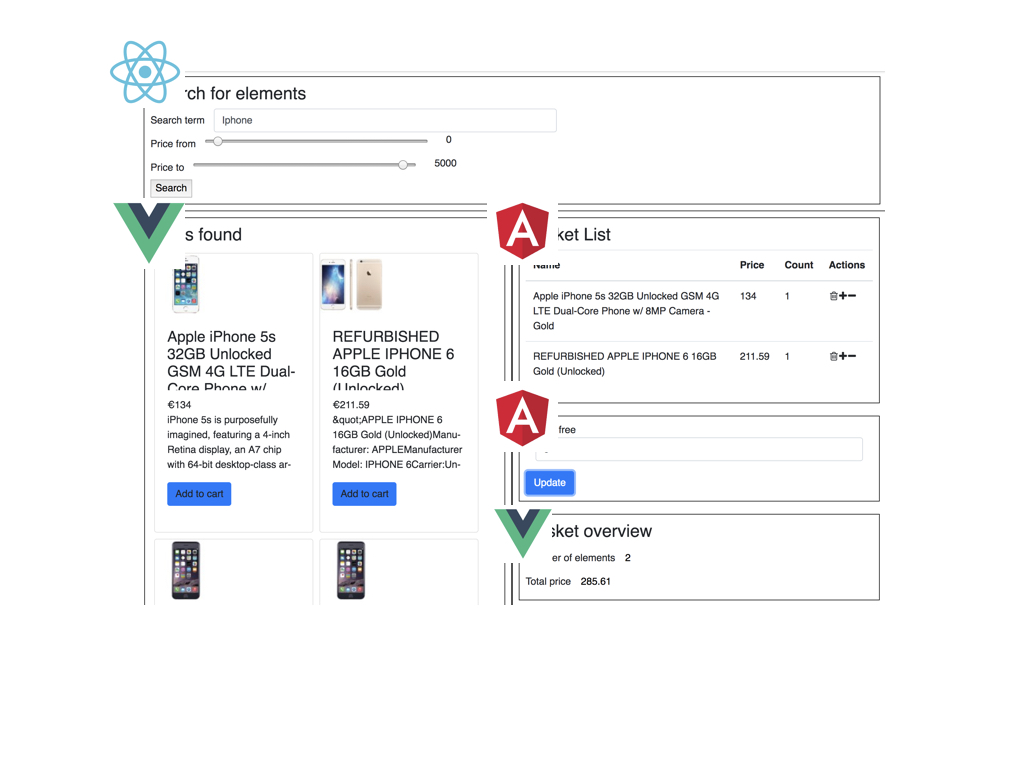 rch for elements
Search term Iphone
Price from 0
Price to 5000
Search
s found
Apple iPhone 5s
32GB Unlocked
GSM 4G LTE Dual-
Core Phone w/
€134
iPhone 5s is purposefully
imagined, featuring a 4-inch
Retina display, an A7 chip
with 64-bit desktop-class ar-
Add to cart
REFURBISHED
APPLE IPHONE 6
16GB Gold
(Unlocked)
€211.59
&quot;APPLE IPHONE 6
16GB Gold (Unlocked)Manu-
facturer: APPLEManufacturer
Model: IPHONE 6Carrier:Un-
Add to cart
ket List
Name Price Count Actions
Apple iPhone 5s 32GB Unlocked GSM 4G 134 1
LTE Dual-Core Phone w/ 8MP Camera -
Gold
REFURBISHED APPLE IPHONE 6 16GB 211.59 1
Gold (Unlocked)
free
Update
sket overview
er of elements 2
Total price 285.61